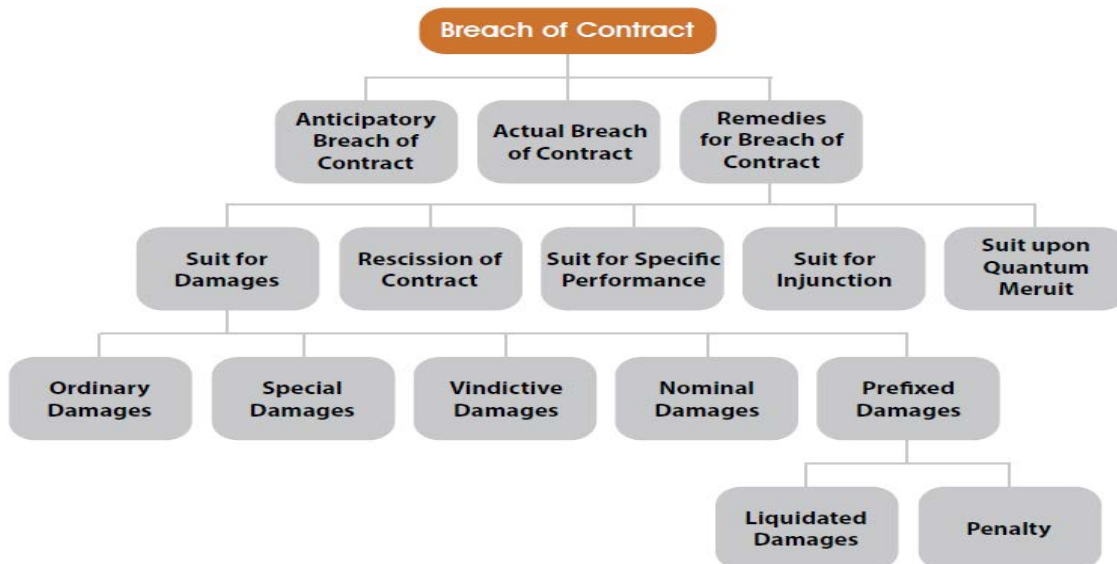 Breach of Contract
Anticipatory
Breach of
Contract
Actual Breach
of Contract
Remedies
for Breach of
Contract
Suit for
Damages
Rescission of
Contract
Suit for Specific
Performance
Suit for
Injunction
Suit upon
Quantum
Meruit
Ordinary
Damages
Special
Damages
Vindictive
Damages
Nominal
Damages
Prefixed
Damages
Liquidated
Damages
Penalty